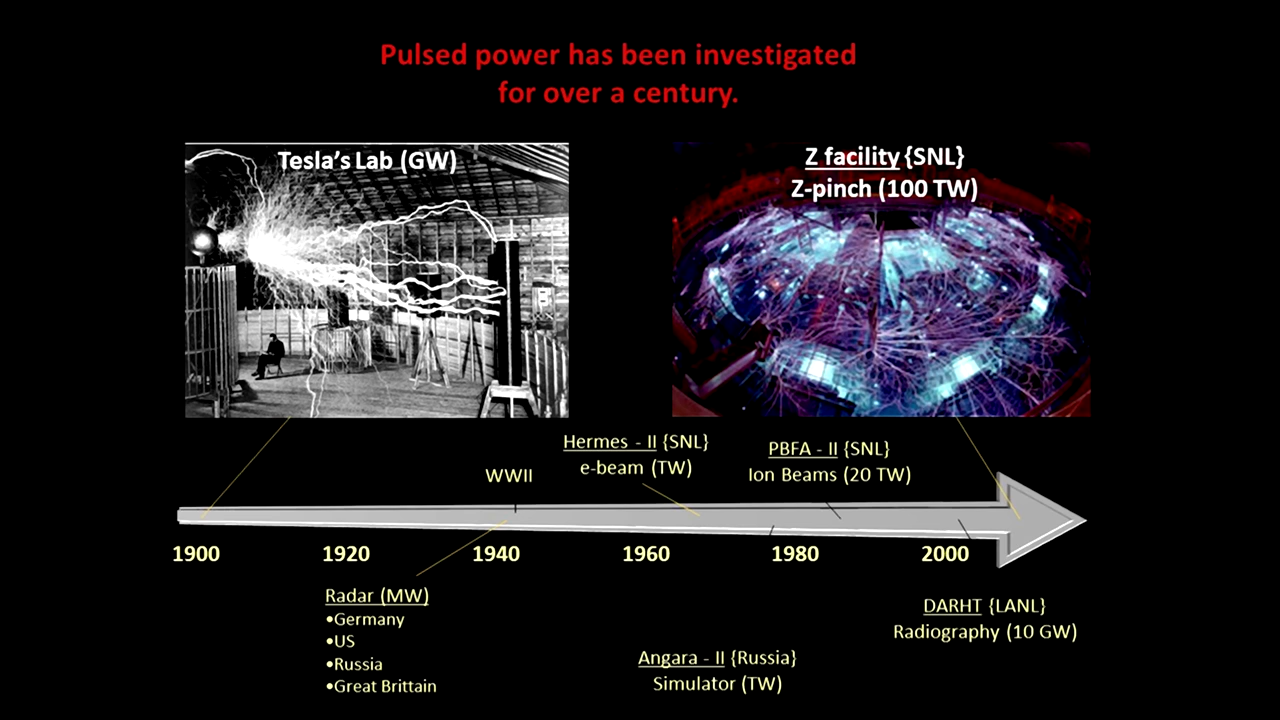 Pulsed power has been investigated
for over a century.
Tesla's Lab (GW)
Z facility {SNL}
Z-pinch (100 TW)
Hermes - II {SNL}
e-beam (TW)
PBFA - II {SNL}
Ion Beams (20 TW)
WWII
1900
1920
1940
1960
1980
2000
Radar (MW)
•Germany
•US
•Russia
•Great Brittain
Angara - II {Russia}
Simulator (TW)
DARHT {LANL}
Radiography (10 GW)